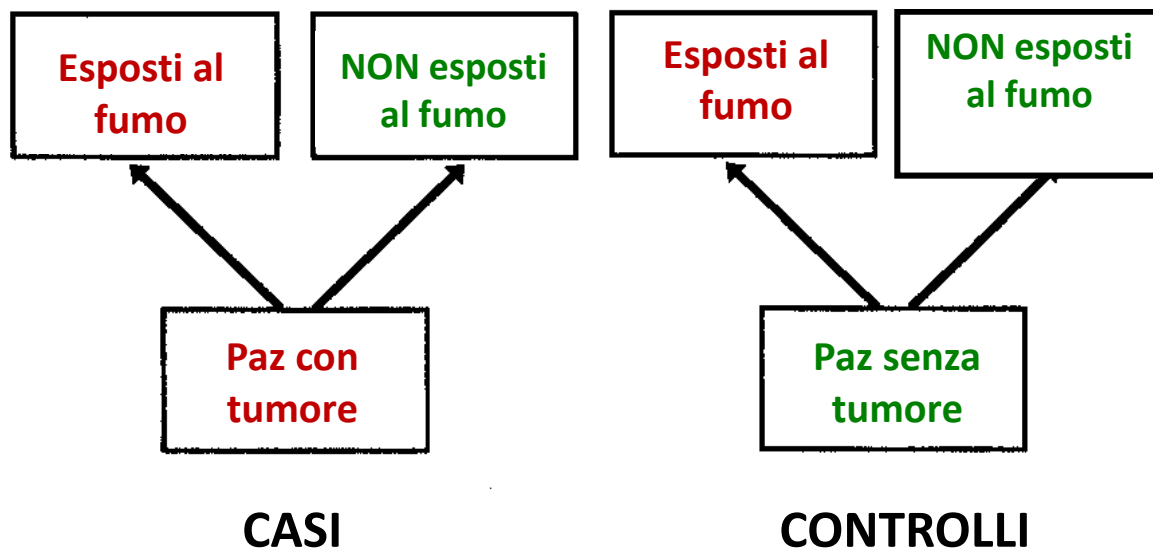 Esposti al
fumo
NON esposti
al fumo
Esposti al
fumo
NON esposti
al fumo
Paz con
tumore
Paz senza
tumore
CASI
CONTROLLI